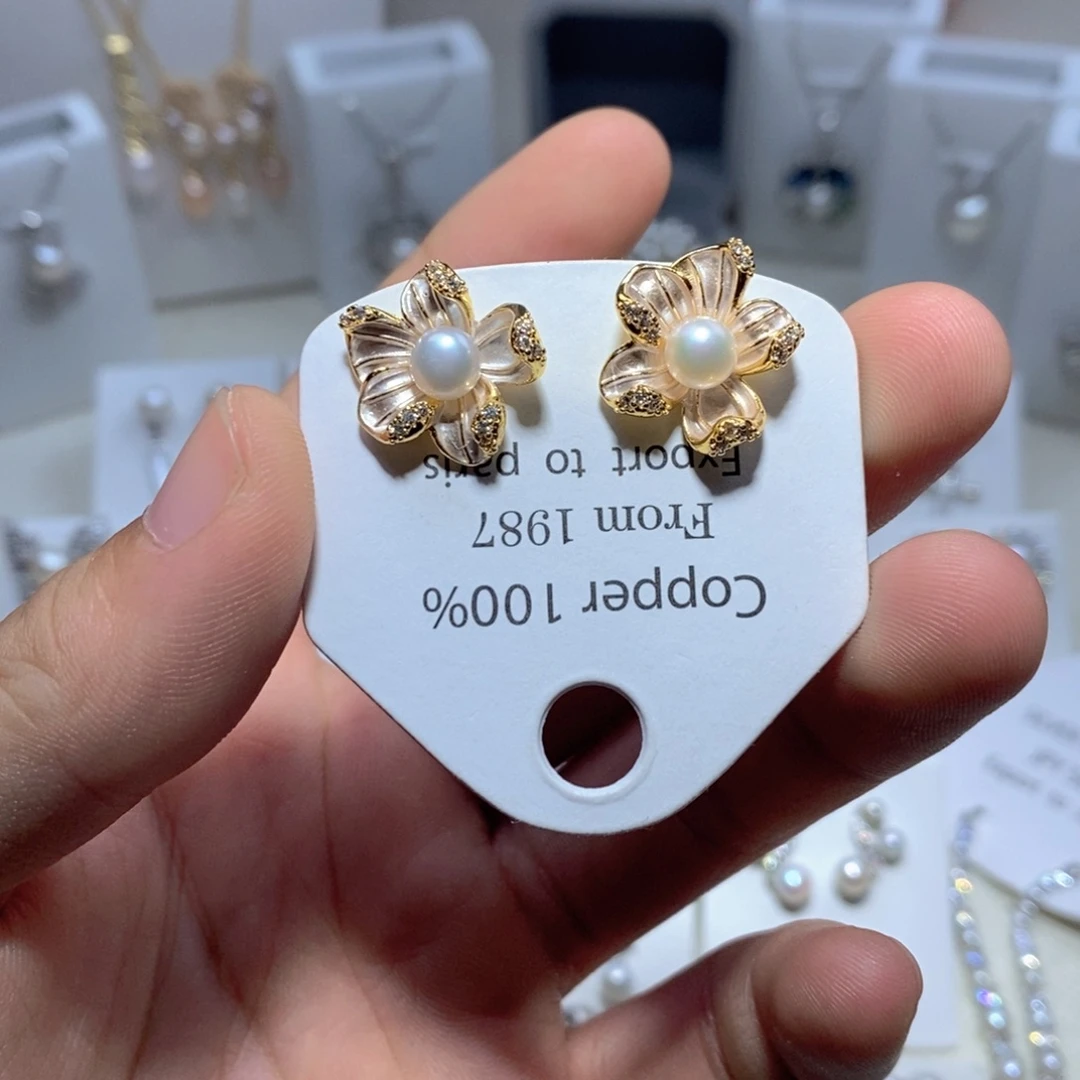 Copper 100%
From 1987
Export to paris